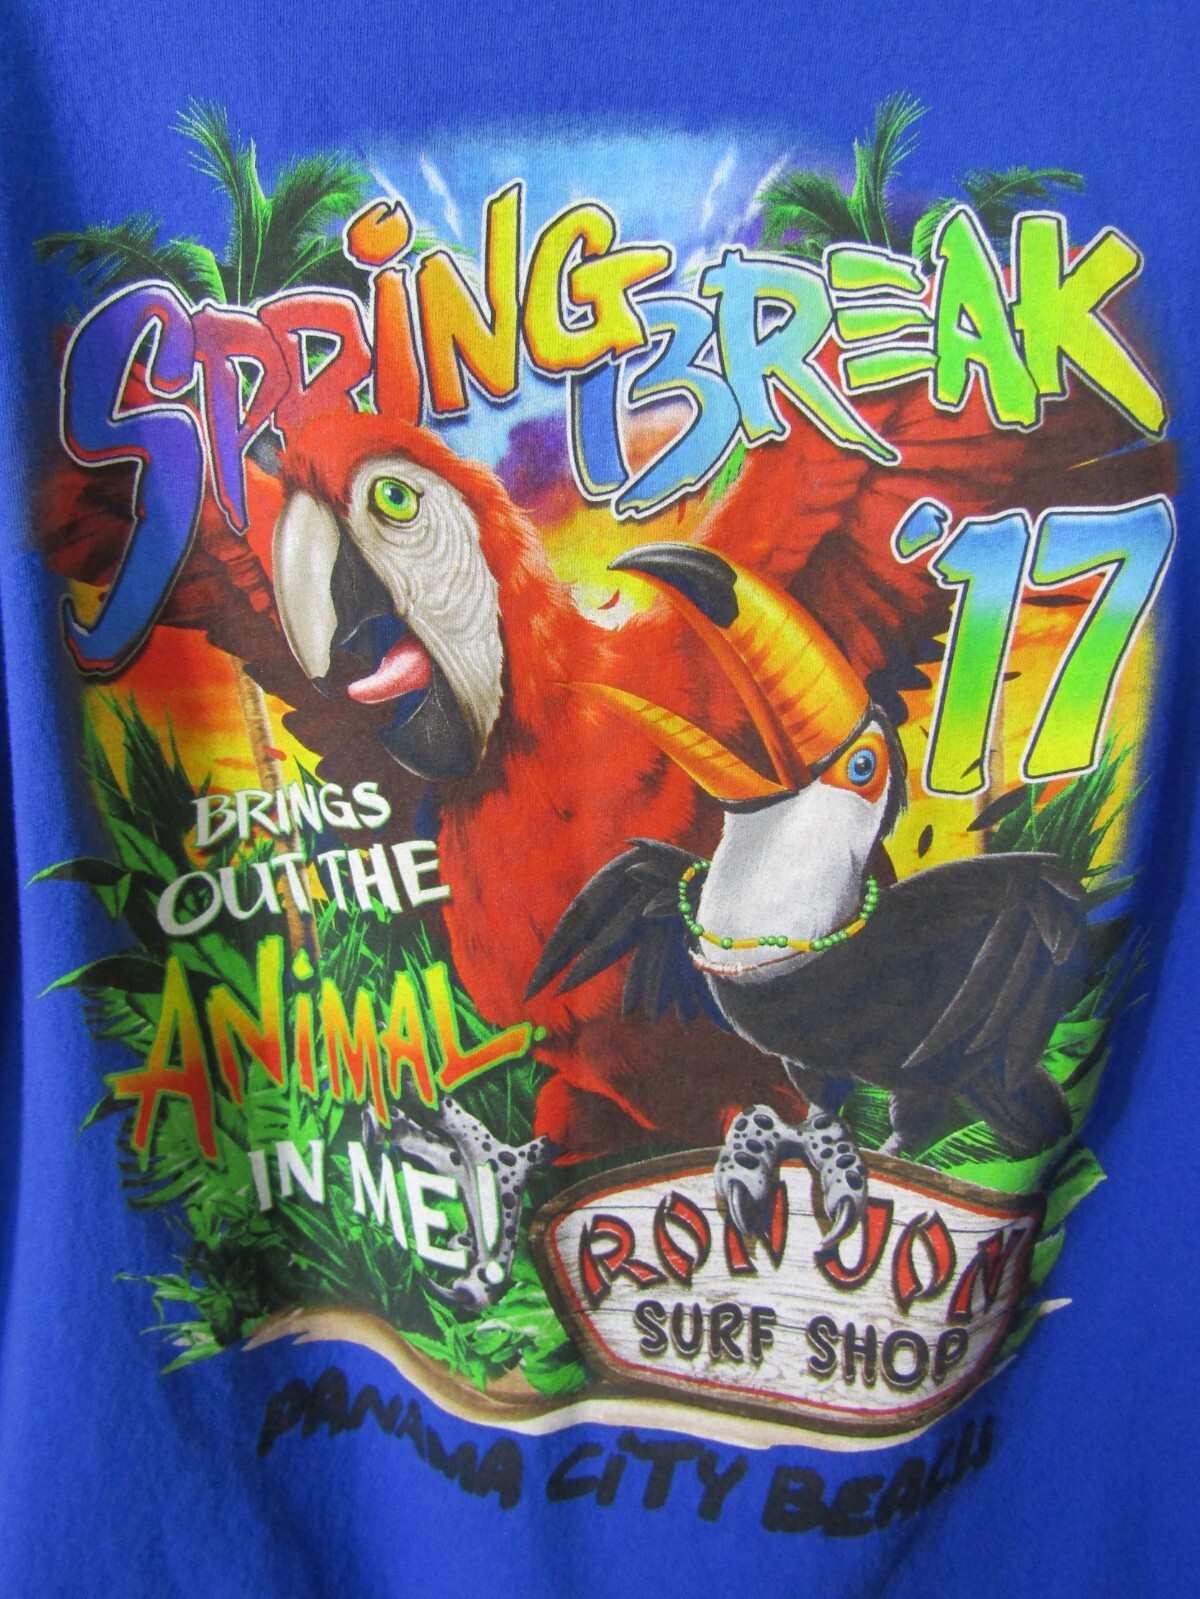 SPRING BREAK
'17
BRINGS
OUT THE
ANiMAL
IN ME!
RON JON
SURF SHOP
PANAMA CiTY BEACH